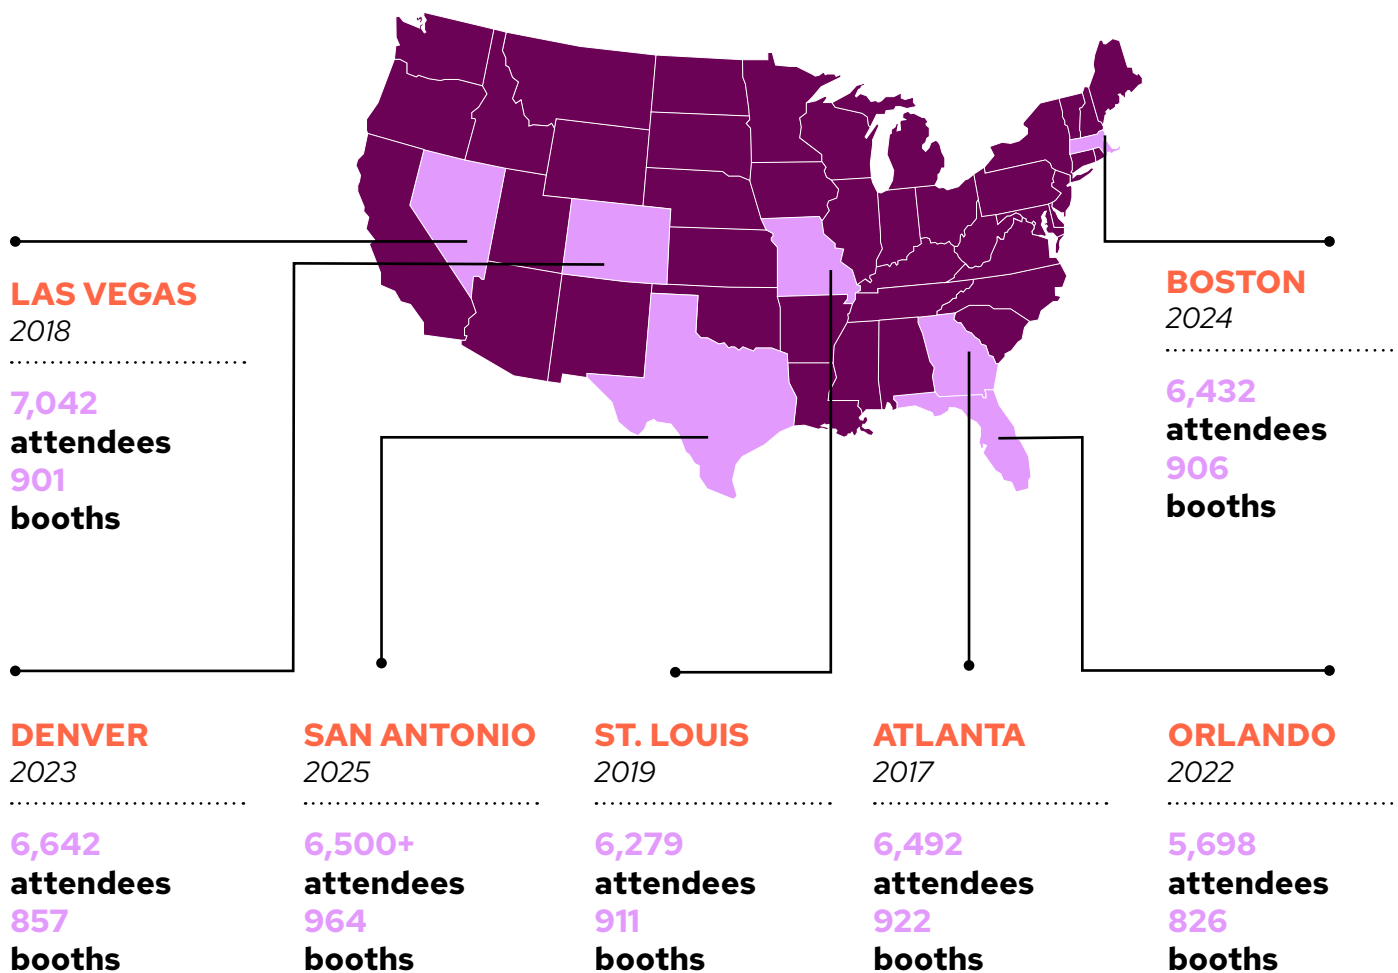 LAS VEGAS
2018
7,042
attendees
901
booths
BOSTON
2024
6,432
attendees
906
booths
DENVER
2023
6,642
attendees
857
booths
SAN ANTONIO
2025
6,500+
attendees
964
booths
ST. LOUIS
2019
6,279
attendees
911
booths
ATLANTA
2017
6,492
attendees
922
booths
ORLANDO
2022
5,698
attendees
826
booths